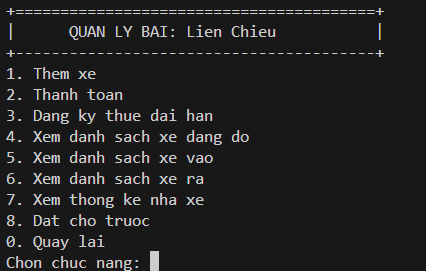 +=========================================+
|      QUAN LY BAI: Lien Chieu            |
+-----------------------------------------+
1. Them xe
2. Thanh toan
3. Dang ky thue dai han
4. Xem danh sach xe dang do
5. Xem danh sach xe vao
6. Xem danh sach xe ra
7. Xem thong ke nha xe
8. Dat cho truoc
0. Quay lai
Chon chuc nang: